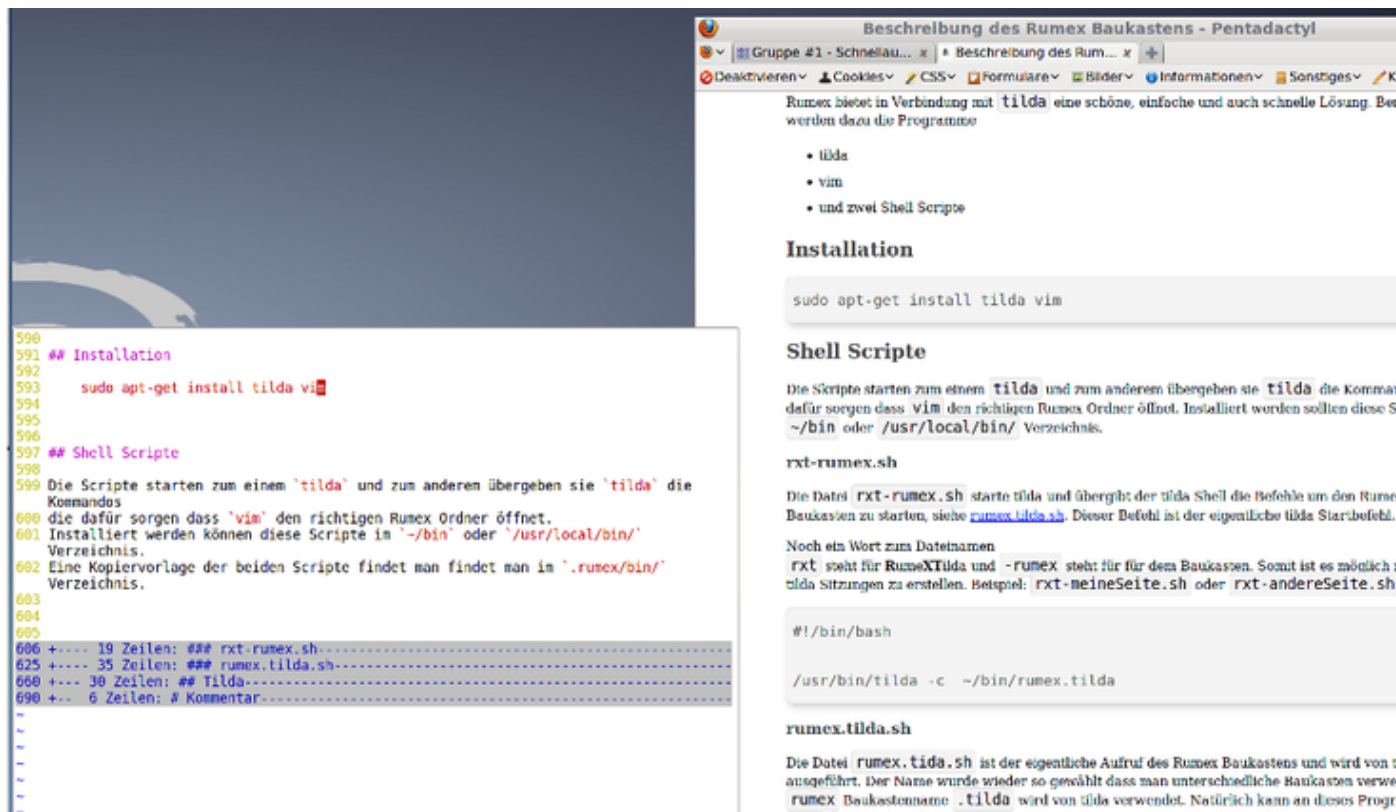 Beschreibung des Rumex Baukastens - Pentadactyl
Gruppe #1 - Schnellau... x Beschreibung des Rum... x +
Deaktivieren Cookies CSS Formulare Bilder Informationen Sonstiges K
Rumex bietet in Verbindung mit tilda eine schöne, einfache und auch schnelle Lösung. Ben
werden dazu die Programme
• tilda
• vim
• und zwei Shell Scripte
Installation
sudo apt-get install tilda vim
Shell Scripte
Die Skripte starten zum einem tilda und zum anderem übergeben sie tilda die Komman
dafür sorgen dass vim den richtigen Rumex Ordner öffnet. Installiert werden sollten diese S
~/bin oder /usr/local/bin/ Verzeichnis.
rxt-rumex.sh
Die Datei rxt-rumex.sh starte tilda und übergibt der tilda Shell die Befehle um den Rume
Baukasten zu starten, siehe rumex.tilda.sh. Dieser Befehl ist der eigentliche tilda Startbefehl.
Noch ein Wort zum Dateinamen
rxt steht für RumeXTilda und -rumex steht für für dem Baukasten. Somit ist es möglich
tilda Sitzungen zu erstellen. Beispiel: rxt-meineSeite.sh oder rxt-andereSeite.sh
#!/bin/bash
/usr/bin/tilda -c ~/bin/rumex.tilda
rumex.tilda.sh
Die Datei rumex.tida.sh ist der eigentliche Aufruf des Rumex Baukastens und wird von t
ausgeführt. Der Name wurde wieder so gewählt dass man unterschiedliche Baukasten verwe
rumex Baukastenname .tilda wird von tilda verwendet. Natürlich kann an dieses Progr
590
591 ## Installation
592
593 sudo apt-get install tilda vim
594
595
596
597 ## Shell Scripte
598
599 Die Scripte starten zum einem `tilda` und zum anderem übergeben sie `tilda` die
Kommandos
600 die dafür sorgen dass `vim` den richtigen Rumex Ordner öffnet.
601 Installiert werden können diese Scripte im `~/bin` oder `/usr/local/bin/`
Verzeichnis.
602 Eine Kopiervorlage der beiden Scripte findet man findet man im `.rumex/bin/`
Verzeichnis.
603
604
605
606 +---- 19 Zeilen: ### rxt-rumex.sh-----------------------------------------------
625 +---- 35 Zeilen: ### rumex.tilda.sh---------------------------------------------
660 +--- 30 Zeilen: ## Tilda--------------------------------------------------------
690 +-- 6 Zeilen: # Kommentar-------------------------------------------------------
~
~
~
~
~
~
~